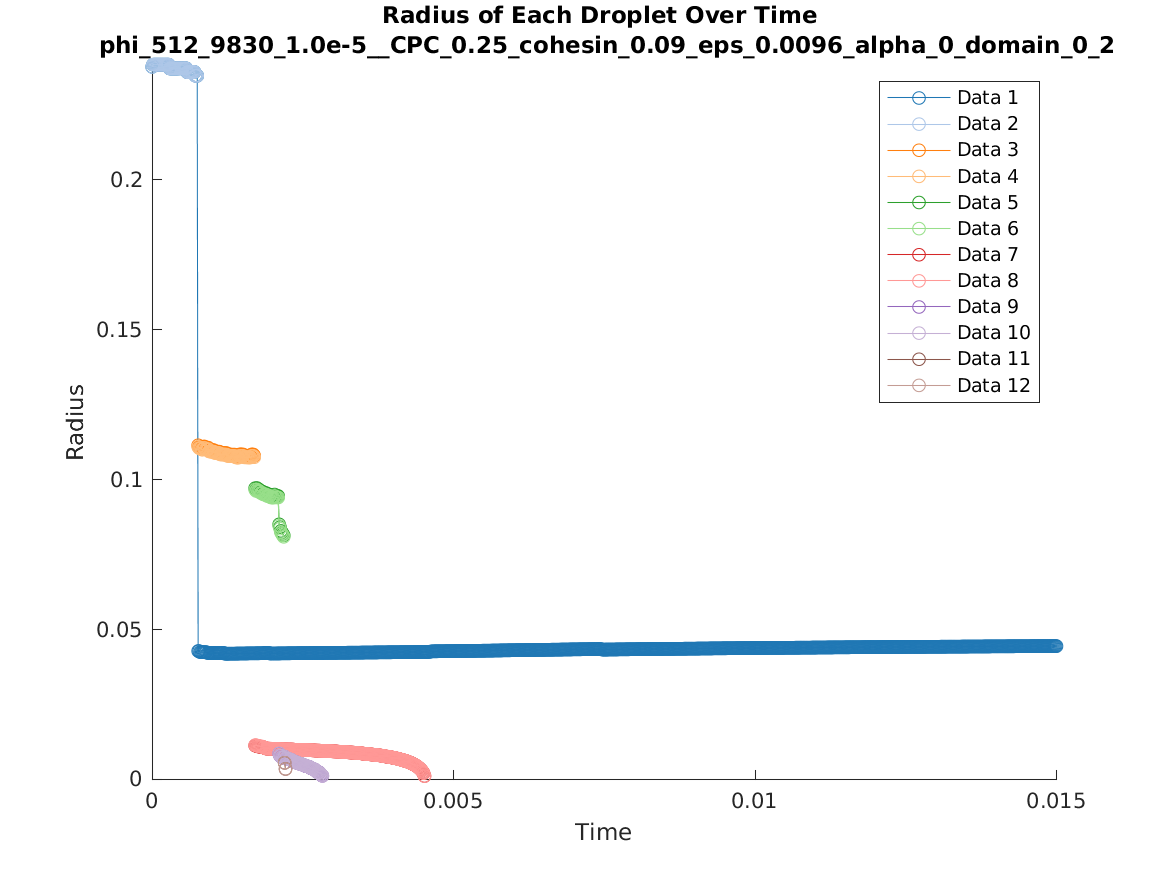 Radius of Each Droplet Over Time
phi_512_9830_1.0e-5__CPC_0.25_cohesin_0.09_eps_0.0096_alpha_0_domain_0_2
Data 1
Data 2
Data 3
Data 4
Data 5
Data 6
Data 7
Data 8
Data 9
Data 10
Data 11
Data 12
0.2
0.15
0.1
0.05
0
Radius
0
0.005
0.01
0.015
Time